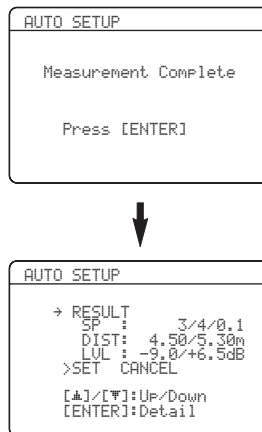 AUTO SETUP
Measurement Complete
Press [ENTER]
AUTO SETUP
→ RESULT
SP : 3/4/0.1
DIST: 4.50/5.30m
LVL : -9.0/+6.5dB
>SET CANCEL
[▲]/[▼]:Up/Down
[ENTER]:Detail